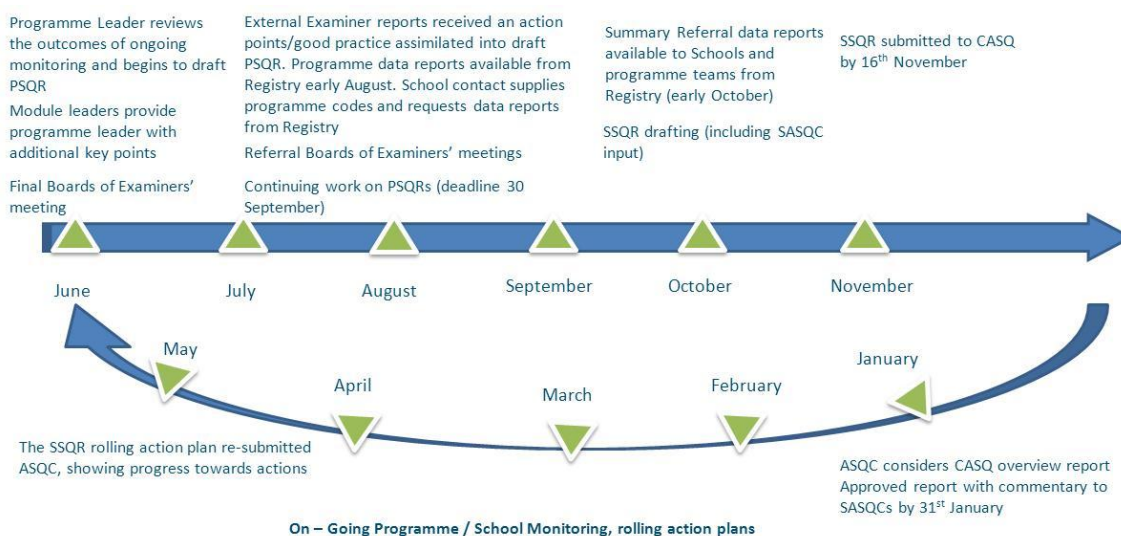 Programme Leader reviews
the outcomes of ongoing
monitoring and begins to draft
PSQR
Module leaders provide
programme leader with
additional key points
Final Boards of Examiners’
meeting
External Examiner reports received an action
points/good practice assimilated into draft
PSQR. Programme data reports available from
Registry early August. School contact supplies
programme codes and requests data reports
from Registry
Referral Boards of Examiners’ meetings
Continuing work on PSQRs (deadline 30
September)
Summary Referral data reports
available to Schools and
programme teams from
Registry (early October)
SSQR drafting (including SASQC
input)
SSQR submitted to CASQ
by 16th November
June
July
August
September
October
November
May
April
March
February
January
The SSQR rolling action plan re-submitted
ASQC, showing progress towards actions
ASQC considers CASQ overview report
Approved report with commentary to
SASQCs by 31st January
On – Going Programme / School Monitoring, rolling action plans